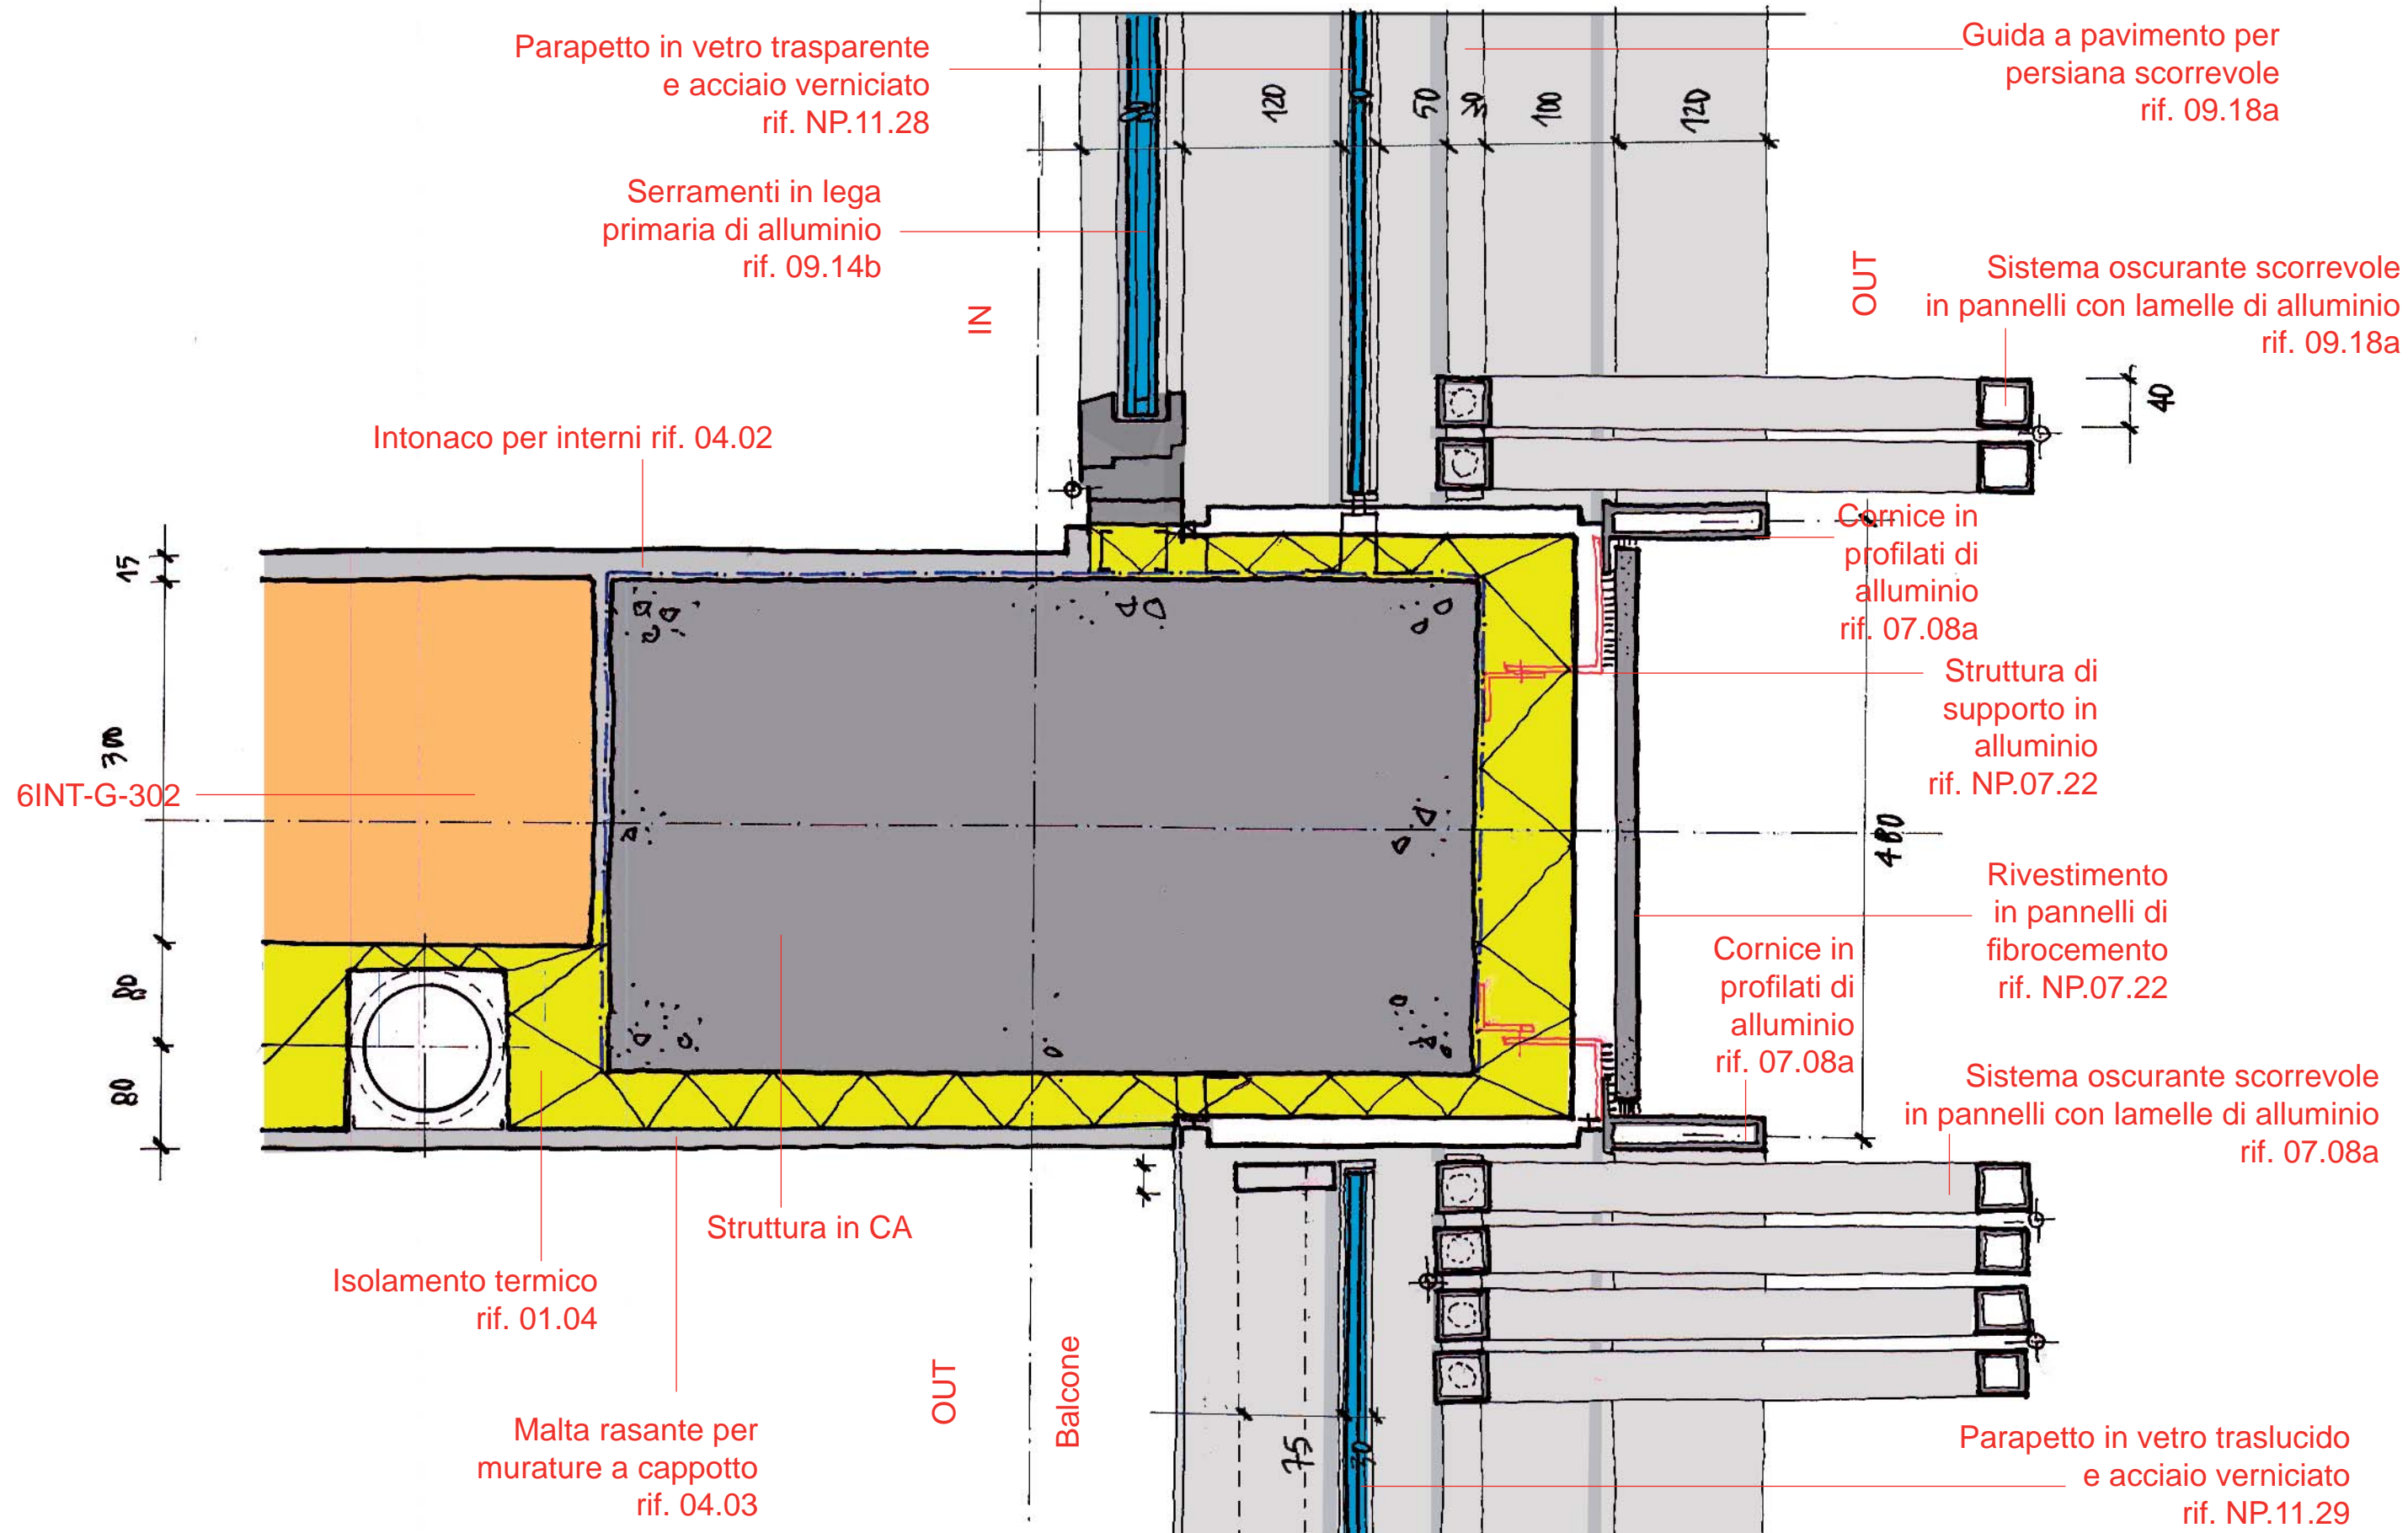 Parapetto in vetro trasparente
e acciaio verniciato
rif. NP.11.28
Guida a pavimento per
persiana scorrevole
rif. 09.18a
80
120
30
50
30
100
120
Serramenti in lega
primaria di alluminio
rif. 09.14b
IN
OUT
Sistema oscurante scorrevole
in pannelli con lamelle di alluminio
rif. 09.18a
40
Intonaco per interni rif. 04.02
15
300
80
80
6INT-G-302
Cornice in
profilati di
alluminio
rif. 07.08a
Struttura di
supporto in
alluminio
rif. NP.07.22
480
Rivestimento
in pannelli di
fibrocemento
rif. NP.07.22
Cornice in
profilati di
alluminio
rif. 07.08a
Sistema oscurante scorrevole
in pannelli con lamelle di alluminio
rif. 07.08a
Struttura in CA
Isolamento termico
rif. 01.04
Malta rasante per
murature a cappotto
rif. 04.03
OUT
Balcone
75
30
Parapetto in vetro traslucido
e acciaio verniciato
rif. NP.11.29